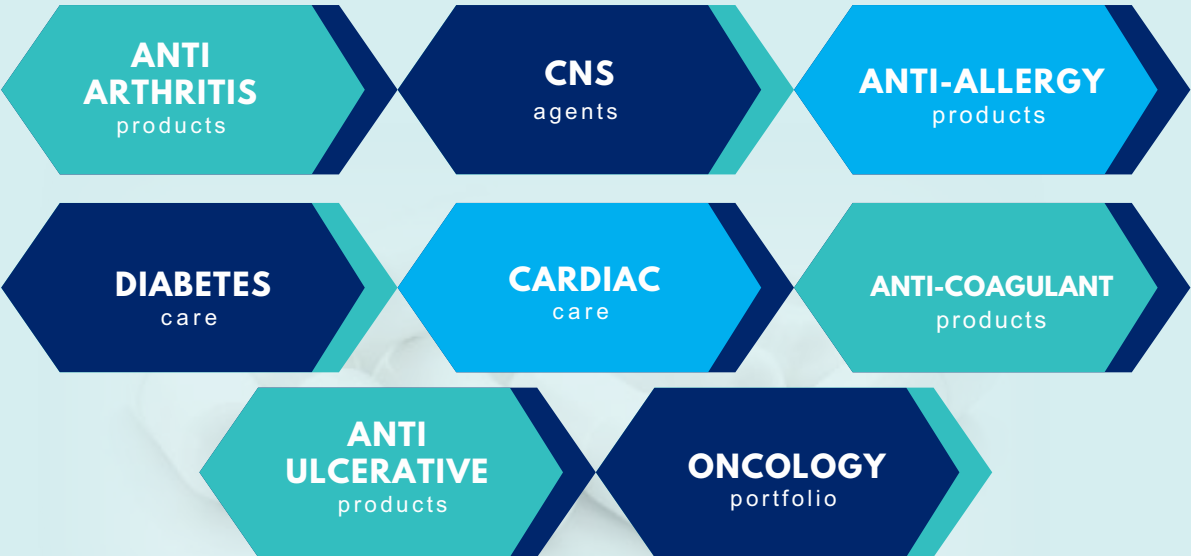 ANTI
ARTHRITIS
products
CNS
agents
ANTI-ALLERGY
products
DIABETES
care
CARDIAC
care
ANTI-COAGULANT
products
ANTI
ULCERATIVE
products
ONCOLOGY
portfolio